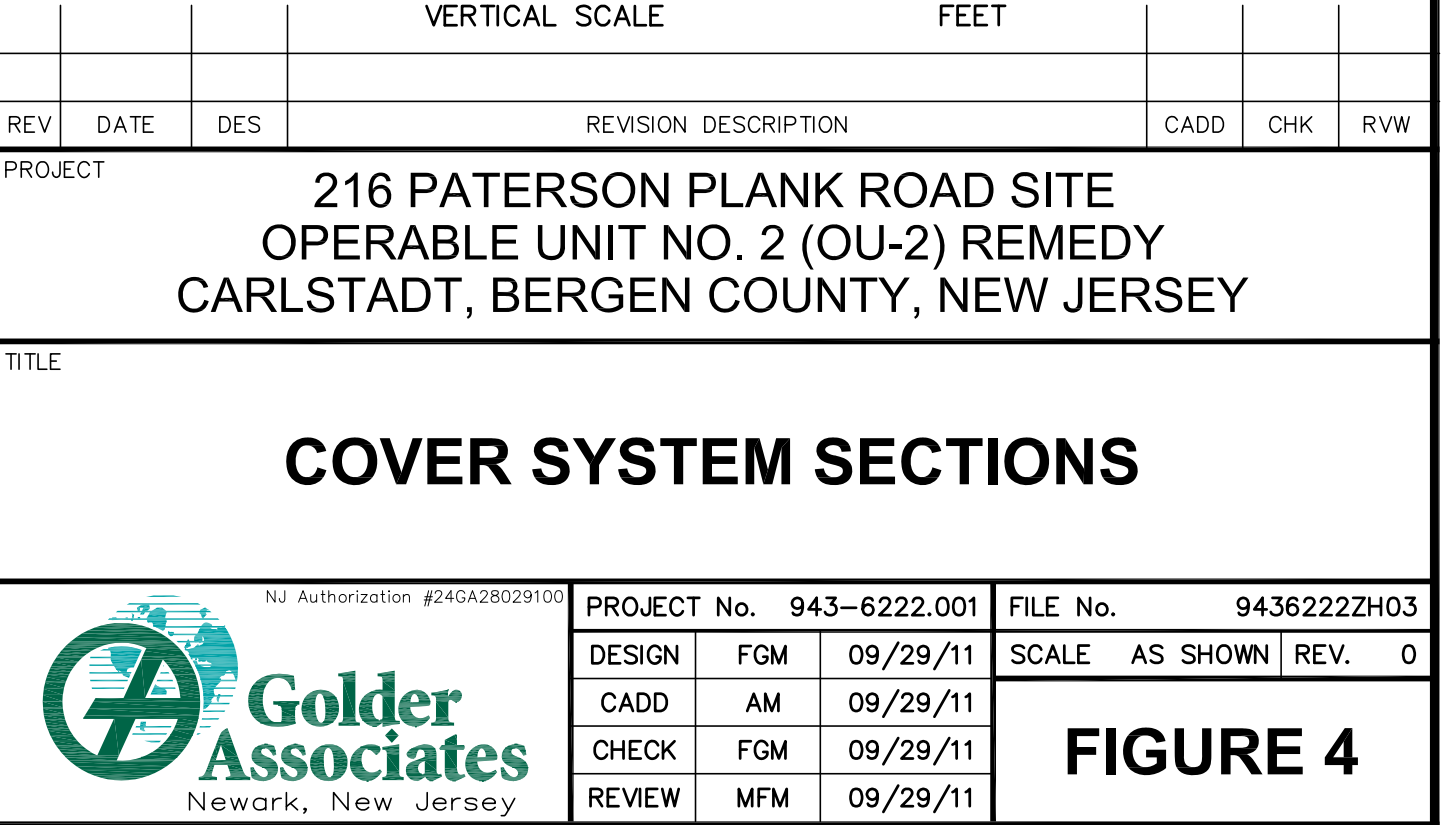 VERTICAL SCALE FEET
REV DATE DES REVISION DESCRIPTION CADD CHK RVW
PROJECT
216 PATERSON PLANK ROAD SITE
OPERABLE UNIT NO. 2 (OU-2) REMEDY
CARLSTADT, BERGEN COUNTY, NEW JERSEY
TITLE
COVER SYSTEM SECTIONS
NJ Authorization #24GA28029100
Golder
Associates
Newark, New Jersey
PROJECT No. 943-6222.001
DESIGN FGM 09/29/11
CADD AM 09/29/11
CHECK FGM 09/29/11
REVIEW MFM 09/29/11
FILE No. 9436222ZH03
SCALE AS SHOWN REV. 0
FIGURE 4